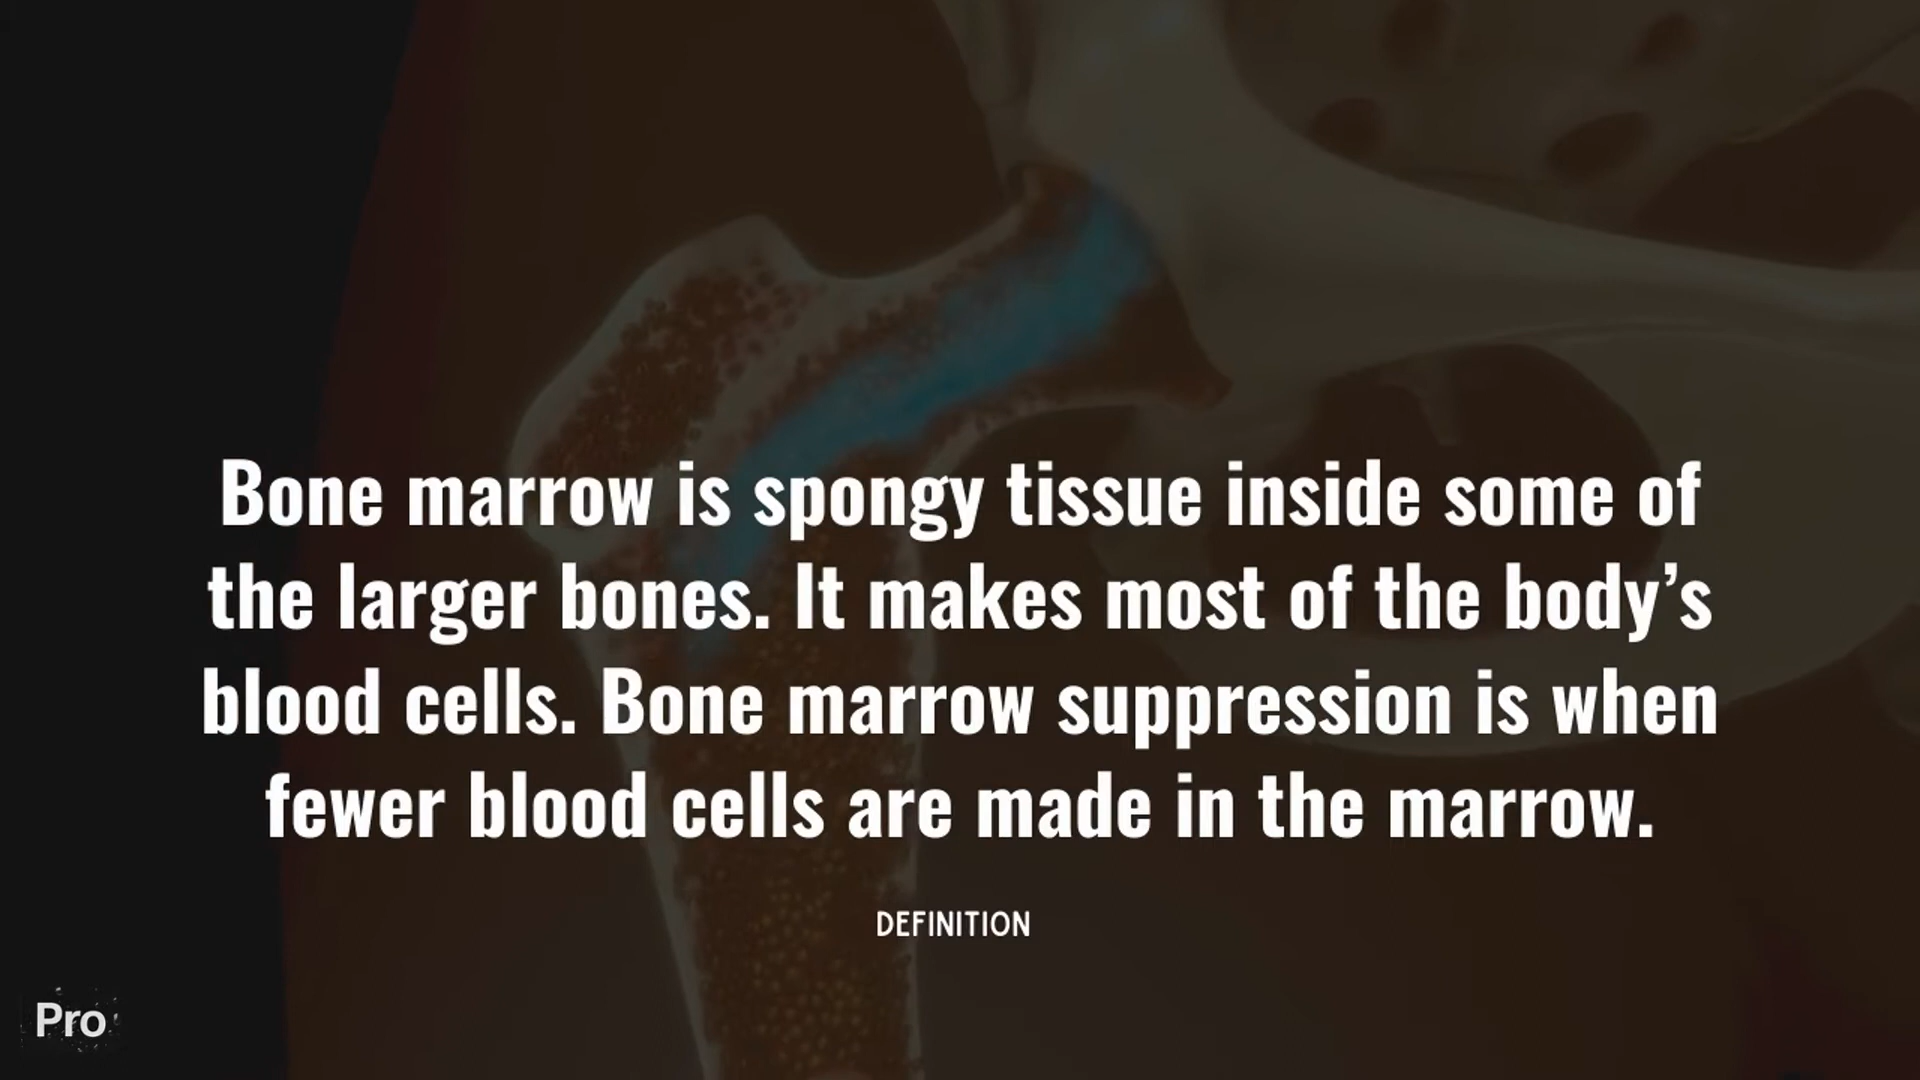 Bone marrow is spongy tissue inside some of
the larger bones. It makes most of the body’s
blood cells. Bone marrow suppression is when
fewer blood cells are made in the marrow.
DEFINITION
Pro